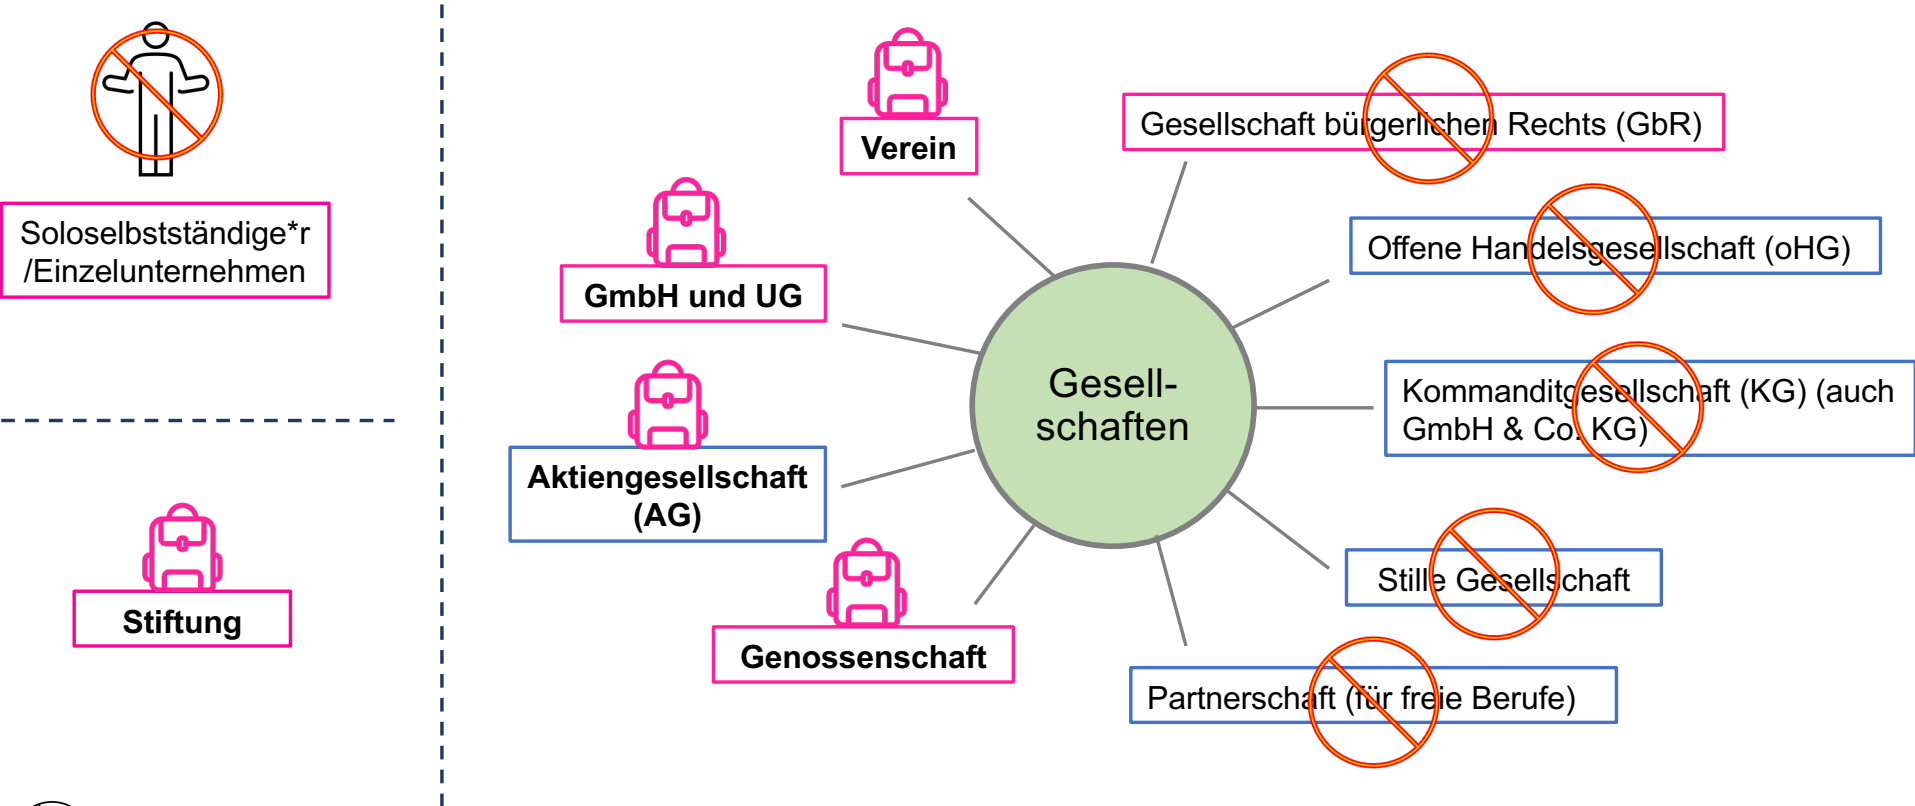 Soloselbstständige*r
/Einzelunternehmen
Stiftung
Verein
GmbH und UG
Aktiengesellschaft
(AG)
Genossenschaft
Gesell-
schaften
Gesellschaft bürgerlichen Rechts (GbR)
Offene Handelsgesellschaft (oHG)
Kommanditgesellschaft (KG) (auch
GmbH & Co. KG)
Stille Gesellschaft
Partnerschaft (für freie Berufe)